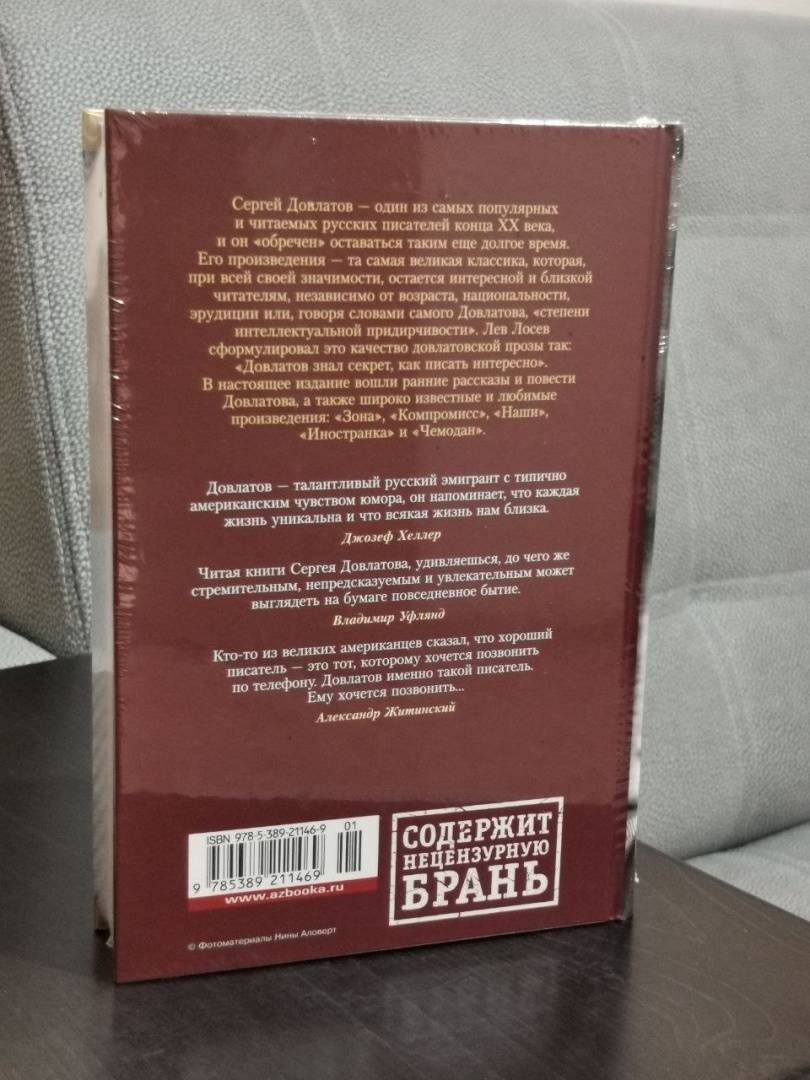 Сергей Довлатов — один из самых популярных
и читаемых русских писателей конца XX века,
и он «обречен» оставаться таким еще долгое время.
Его произведения — та самая великая классика, которая,
при всей своей значимости, остается интересной и близкой
читателям, независимо от возраста, национальности,
эрудиции или, говоря словами самого Довлатова, «степени
интеллектуальной придирчивости». Лев Лосев
сформулировал это качество довлатовской прозы так:
«Довлатов знал секрет, как писать интересно».
В настоящее издание вошли ранние рассказы и повести
Довлатова, а также широко известные и любимые
произведения: «Зона», «Компромисс», «Наши»,
«Иностранка» и «Чемодан».
Довлатов — талантливый русский эмигрант с типично
американским чувством юмора, он напоминает, что каждая
жизнь уникальна и что всякая жизнь нам близка.
Джозеф Хеллер
Читая книги Сергея Довлатова, удивляешься, до чего же
стремительным, непредсказуемым и увлекательным может
выглядеть на бумаге повседневное бытие.
Владимир Уфлянд
Кто-то из великих американцев сказал, что хороший
писатель — это тот, которому хочется позвонить
по телефону. Довлатов именно такой писатель.
Ему хочется позвонить...
Александр Житинский
ISBN 978-5-389-21146-9
01
9 785389 211469
www.azbooka.ru
СОДЕРЖИТ
НЕЦЕНЗУРНУЮ
БРАНЬ
© Фотоматериалы Нины Аловерт